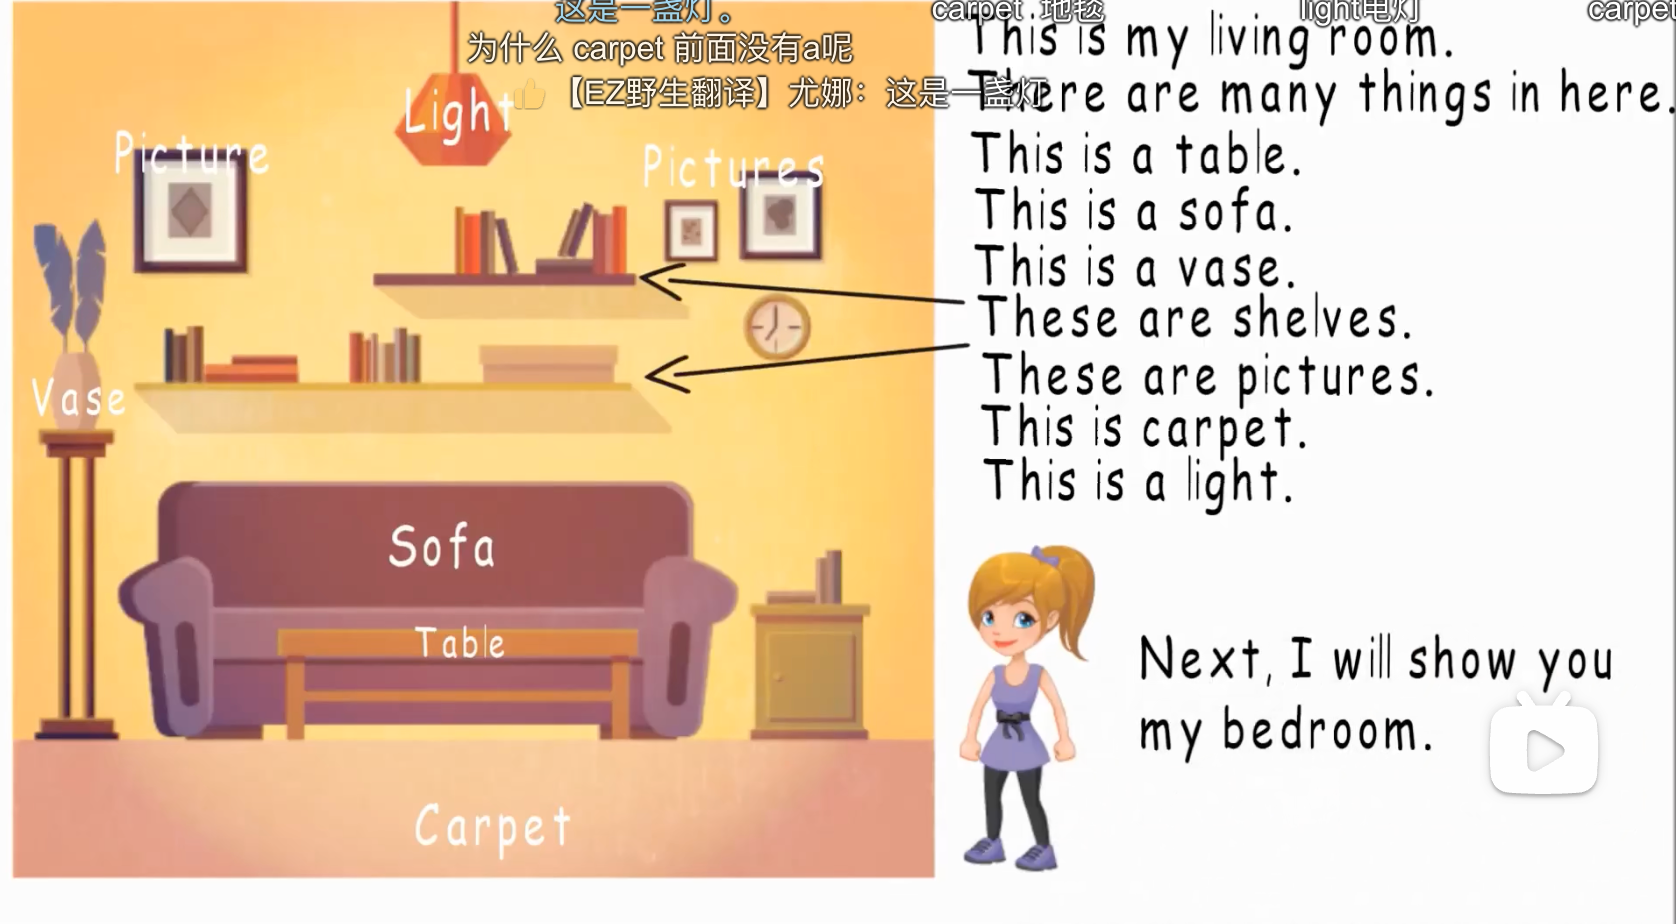 这是一盏灯。
carpet 地毯
light电灯
carpet
为什么 carpet 前面没有a呢
【EZ野生翻译】尤娜：这是一盏灯
Light
Picture
Pictures
Vase
Sofa
Table
Carpet
This is my living room.
There are many things in here.
This is a table.
This is a sofa.
This is a vase.
These are shelves.
These are pictures.
This is carpet.
This is a light.
Next, I will show you
my bedroom.